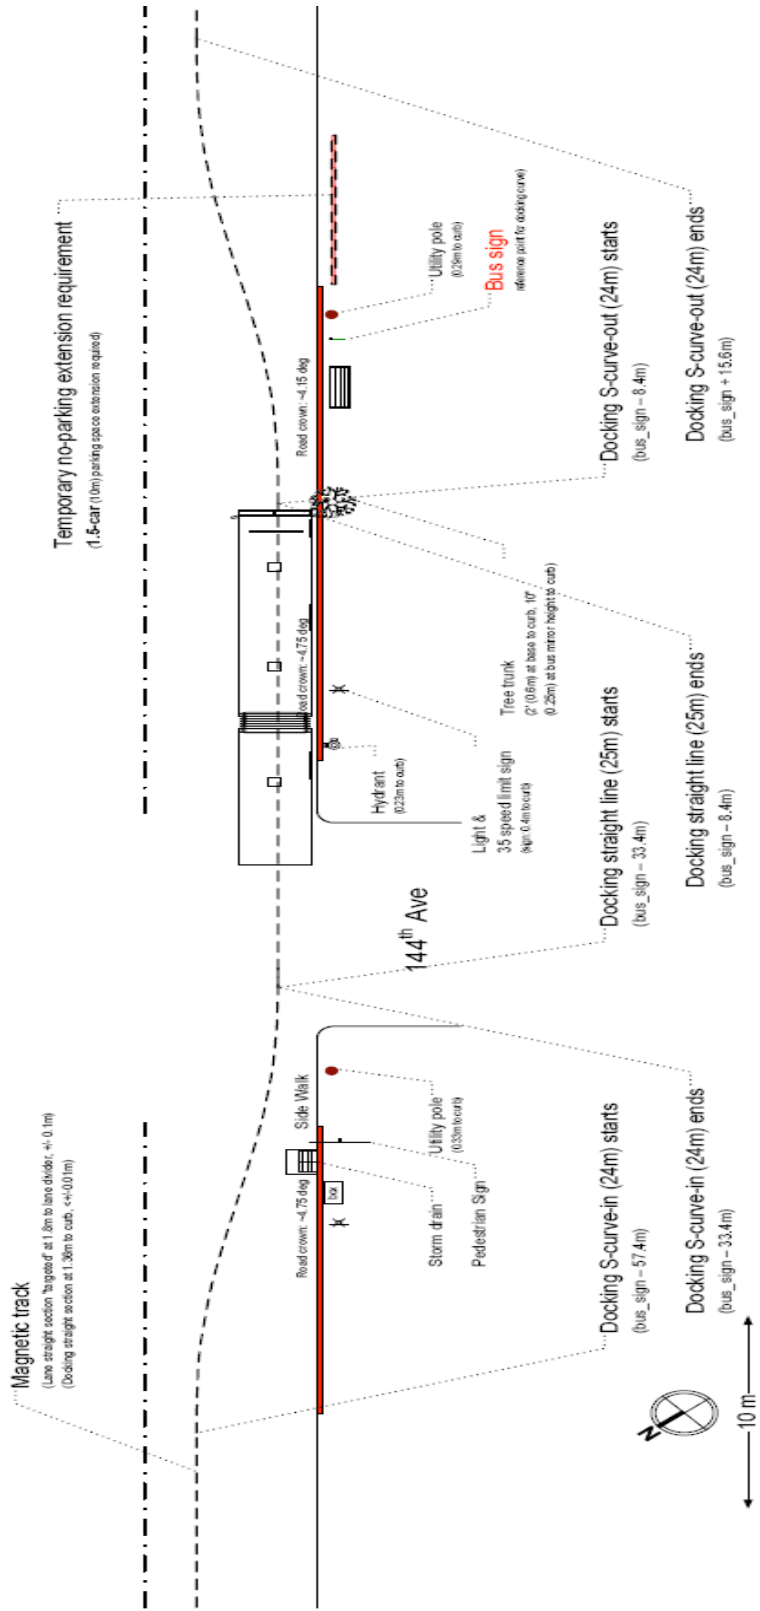 Magnetic track
(Lane straight section "targeted" at 1.8m to lane divider, +/- 0.1m)
(Docking straight section at 1.36m to curb, <+/-0.01m)
Temporary no-parking extension requirement
(1.5-car (10m) parking space extension required)
Road crown: ~4.75 deg
Side Walk
Road crown: ~4.75 deg
Road crown: ~4.15 deg
box
Storm drain
Pedestrian Sign
Utility pole
(0.33m to curb)
144th Ave
Hydrant
(0.23m to curb)
Light &
35 speed limit sign
(sign: 0.4m to curb)
Tree trunk
(2' (0.6m) at base to curb, 10"
(0.25m) at bus mirror height to curb)
Utility pole
(0.29m to curb)
Bus sign
reference point for docking curve)
Docking S-curve-in (24m) starts
(bus_sign – 57.4m)
Docking S-curve-in (24m) ends
(bus_sign – 33.4m)
Docking straight line (25m) starts
(bus_sign – 33.4m)
Docking straight line (25m) ends
(bus_sign – 8.4m)
Docking S-curve-out (24m) starts
(bus_sign – 8.4m)
Docking S-curve-out (24m) ends
(bus_sign + 15.6m)
N
10 m